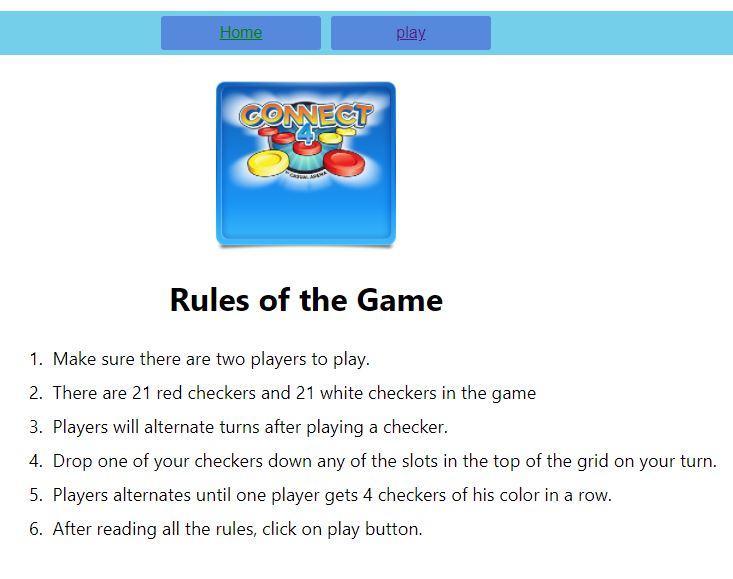 Home
play
CONNECT
4
BY CASUAL ARENA
Rules of the Game
1. Make sure there are two players to play.
2. There are 21 red checkers and 21 white checkers in the game
3. Players will alternate turns after playing a checker.
4. Drop one of your checkers down any of the slots in the top of the grid on your turn.
5. Players alternates until one player gets 4 checkers of his color in a row.
6. After reading all the rules, click on play button.